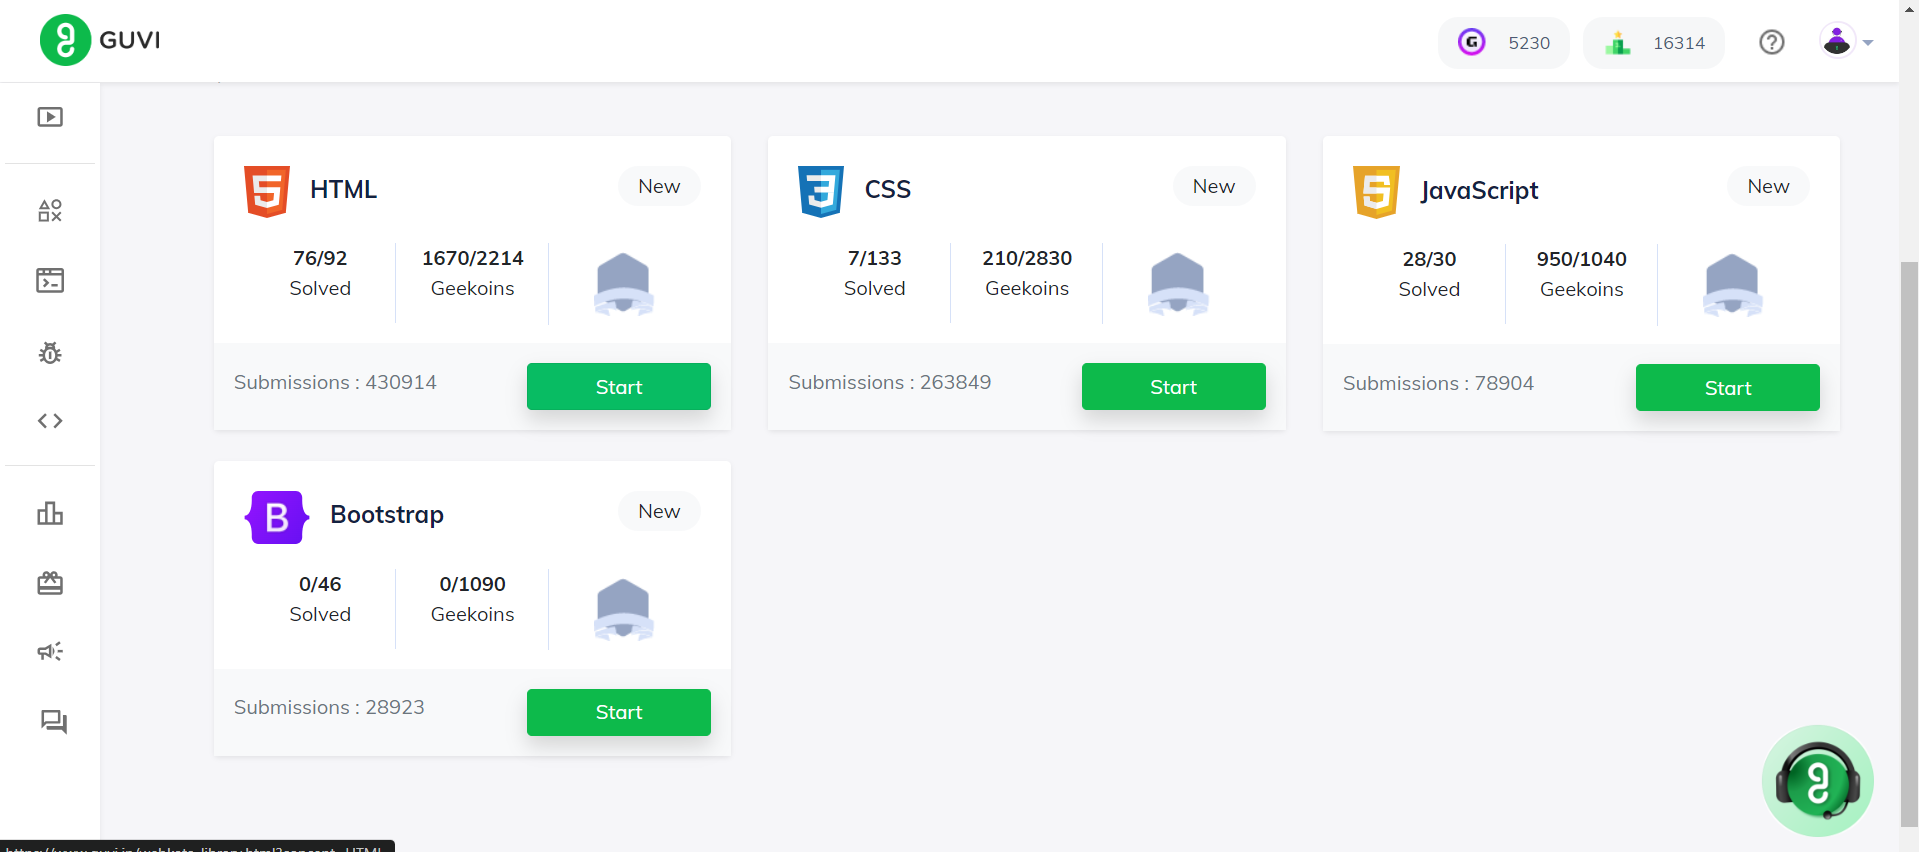 GUVI
5230
16314
HTML
New
76/92
Solved
1670/2214
Geekoins
Submissions : 430914
Start
CSS
New
7/133
Solved
210/2830
Geekoins
Submissions : 263849
Start
JavaScript
New
28/30
Solved
950/1040
Geekoins
Submissions : 78904
Start
Bootstrap
New
0/46
Solved
0/1090
Geekoins
Submissions : 28923
Start